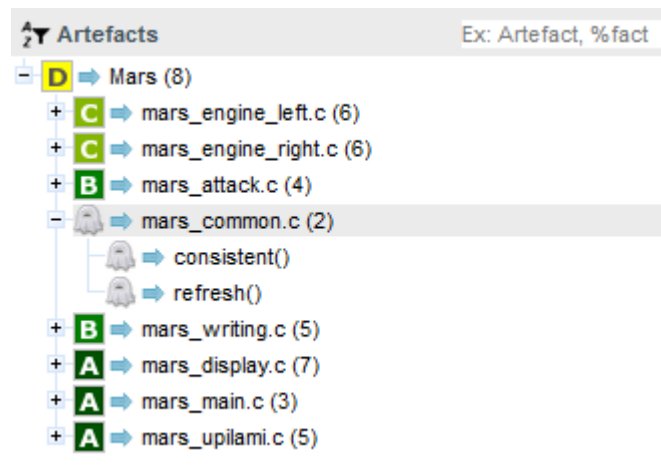 AZ Artefacts Ex: Artefact, %fact
D Mars (8)
C mars_engine_left.c (6)
C mars_engine_right.c (6)
B mars_attack.c (4)
mars_common.c (2)
consistent()
refresh()
B mars_writing.c (5)
A mars_display.c (7)
A mars_main.c (3)
A mars_upilami.c (5)